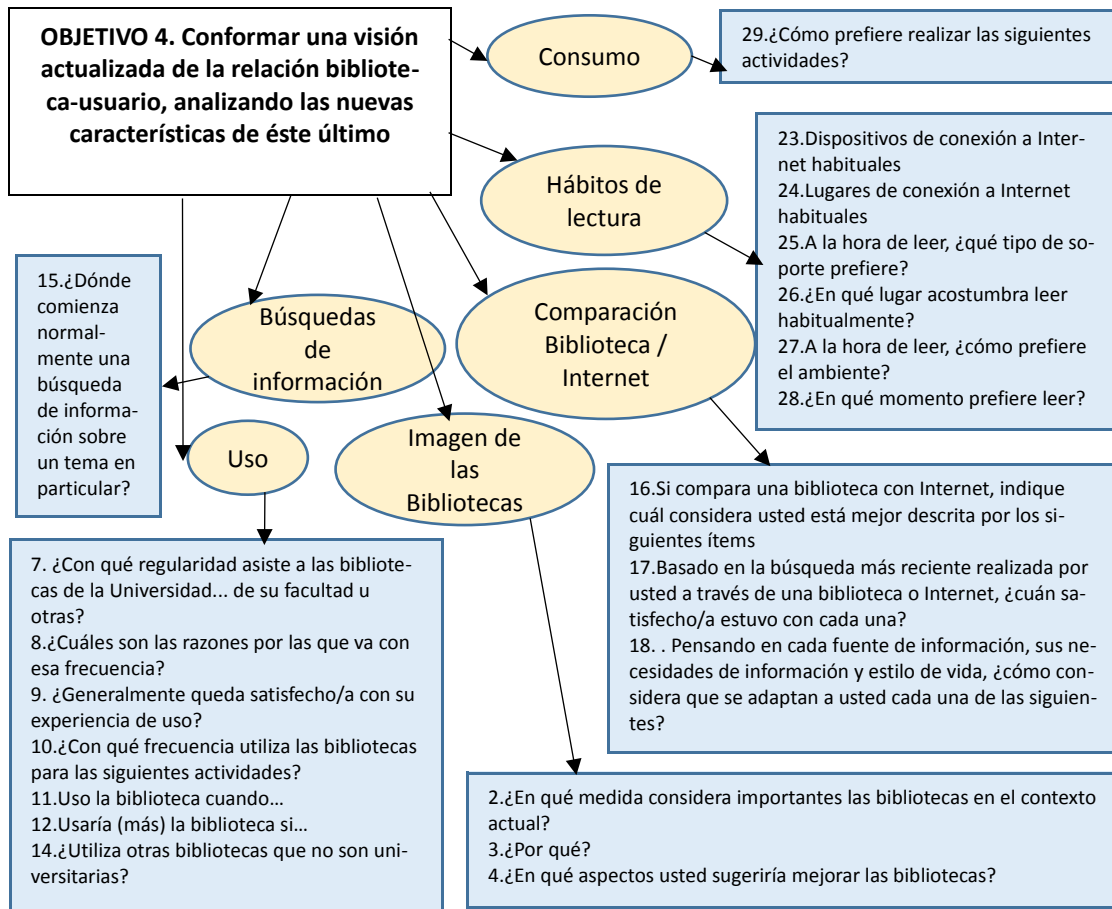 OBJETIVO 4. Conformar una visión
actualizada de la relación bibliote-
ca-usuario, analizando las nuevas
características de éste último
Consumo
29.¿Cómo prefiere realizar las siguientes
actividades?
Hábitos de
lectura
23.Dispositivos de conexión a Inter-
net habituales
24.Lugares de conexión a Internet
habituales
25.A la hora de leer, ¿qué tipo de so-
porte prefiere?
26.¿En qué lugar acostumbra leer
habitualmente?
27.A la hora de leer, ¿cómo prefiere
el ambiente?
28.¿En qué momento prefiere leer?
15.¿Dónde
comienza
normal-
mente una
búsqueda
de informa-
ción sobre
un tema en
particular?
Búsquedas
de
información
Comparación
Biblioteca /
Internet
Uso
Imagen de
las
Bibliotecas
16.Si compara una biblioteca con Internet, indique
cuál considera usted está mejor descrita por los si-
guientes ítems
17.Basado en la búsqueda más reciente realizada por
usted a través de una biblioteca o Internet, ¿cuán sa-
tisfecho/a estuvo con cada una?
18. . Pensando en cada fuente de información, sus ne-
cesidades de información y estilo de vida, ¿cómo con-
sidera que se adaptan a usted cada una de las siguien-
tes?
7. ¿Con qué regularidad asiste a las bibliote-
cas de la Universidad... de su facultad u
otras?
8.¿Cuáles son las razones por las que va con
esa frecuencia?
9. ¿Generalmente queda satisfecho/a con su
experiencia de uso?
10.¿Con qué frecuencia utiliza las bibliotecas
para las siguientes actividades?
11.Uso la biblioteca cuando…
12.Usaría (más) la biblioteca si…
14.¿Utiliza otras bibliotecas que no son uni-
versitarias?
2.¿En qué medida considera importantes las bibliotecas en el contexto
actual?
3.¿Por qué?
4.¿En qué aspectos usted sugeriría mejorar las bibliotecas?